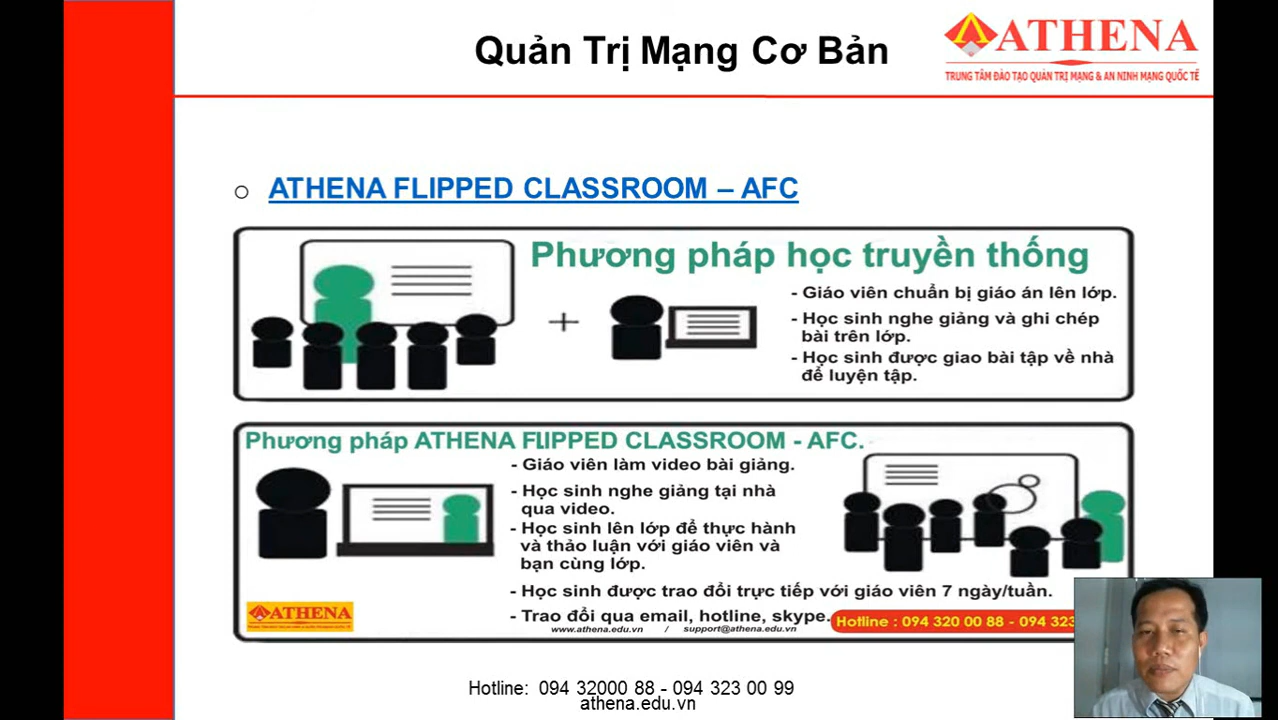 Quản Trị Mạng Cơ Bản
ATHENA
TRUNG TÂM ĐÀO TẠO QUẢN TRỊ MẠNG & AN NINH MẠNG QUỐC TẾ
ATHENA FLIPPED CLASSROOM – AFC
Phương pháp học truyền thống
- Giáo viên chuẩn bị giáo án lên lớp.
- Học sinh nghe giảng và ghi chép
bài trên lớp.
- Học sinh được giao bài tập về nhà
để luyện tập.
Phương pháp ATHENA FLIPPED CLASSROOM - AFC.
- Giáo viên làm video bài giảng.
- Học sinh nghe giảng tại nhà
qua video.
- Học sinh lên lớp để thực hành
và thảo luận với giáo viên và
bạn cùng lớp.
- Học sinh được trao đổi trực tiếp với giáo viên 7 ngày/tuần.
- Trao đổi qua email, hotline, skype.
ATHENA
www.athena.edu.vn / support@athena.edu.vn
Hotline : 094 320 00 88 - 094 323
Hotline: 094 32000 88 - 094 323 00 99
athena.edu.vn